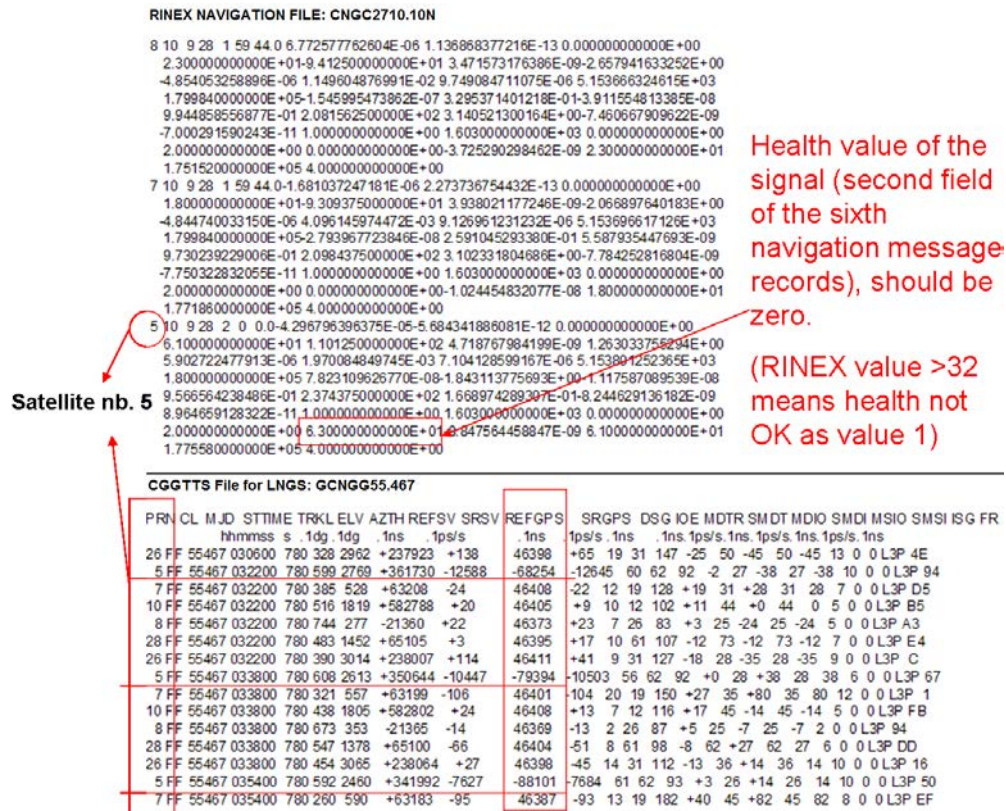 RINEX NAVIGATION FILE: CNGC2710.10N
8 10 9 28 1 59 44.0 6.772577762604E-06 1.136868377216E-13 0.000000000000E+00
2.300000000000E+01-9.412500000000E+01 3.471573176386E-09-2.657941633252E+00
-4.854053258896E-06 1.149604876991E-02 9.749084711075E-06 5.153666324615E+03
1.799840000000E+05-1.545995473862E-07 3.295371401218E-01-3.911554813385E-08
9.944858556877E-01 2.081562500000E+02 3.140521300164E+00-7.460667909622E-09
-7.000291590243E-11 1.000000000000E+00 1.603000000000E+03 0.000000000000E+00
2.000000000000E+00 0.000000000000E+00-3.725290298462E-09 2.300000000000E+01
1.751520000000E+05 4.000000000000E+00
7 10 9 28 1 59 44.0-1.681037247181E-06 2.273736754432E-13 0.000000000000E+00
1.800000000000E+01-9.309375000000E+01 3.938021177246E-09-2.066897640183E+00
-4.844740033150E-06 4.096145974472E-03 9.126961231232E-06 5.153696617126E+03
1.799840000000E+05-2.793967723846E-08 2.591045293380E-01 5.587935447693E-09
9.730239229006E-01 2.098437500000E+02 3.102331804686E+00-7.784252816804E-09
-7.750322832055E-11 1.000000000000E+00 1.603000000000E+03 0.000000000000E+00
2.000000000000E+00 0.000000000000E+00-1.024454832077E-08 1.800000000000E+01
1.771860000000E+05 4.000000000000E+00
5 10 9 28 2 0 0.0-4.296796396375E-05-5.684341886081E-12 0.000000000000E+00
6.100000000000E+01 1.101250000000E+02 4.718767984199E-09 1.263033755294E+00
5.902722477913E-06 1.970084849745E-03 7.104128599167E-06 5.153801252365E+03
1.800000000000E+05 7.823109626770E-08-1.843113775693E+00-1.117587089539E-08
9.566564238486E-01 2.374375000000E+02 1.668974289307E-01-8.244629136182E-09
8.964659128322E-11 1.000000000000E+00 1.603000000000E+03 0.000000000000E+00
2.000000000000E+00 6.300000000000E+01 6.100000000000E+01
1.775580000000E+05 4.000000000000E+00
Health value of the
signal (second field
of the sixth
navigation message
records), should be
zero.
(RINEX value >32
means health not
OK as value 1)
Satellite nb. 5
CGGTTS File for LNGS: GCNGG55.467
PRN CL MJD STTIME TRKL ELV AZTH REFSV SRSV REFGPS SRGPS DSG IOE MDTR SMDT MDIO SMDI MSIO SMSI ISG FR
hhmmss s .1dg .1dg .1ns .1ps/s .1ns .1ps/s .1ns .1ns.1ps/s.1ns.1ps/s.1ns.1ps/s.1ns
26 FF 55467 030600 780 328 2962 +237923 +138 46398 +65 19 31 147 -25 50 -45 50 -45 13 0 0 L3P 4E
5 FF 55467 032200 780 599 2769 +361730 -12588 -68254 -12645 60 62 92 -2 27 -38 27 -38 10 0 0 L3P 94
7 FF 55467 032200 780 385 528 +63208 -24 46408 -22 12 19 128 +19 31 +28 31 28 7 0 0 L3P D5
10 FF 55467 032200 780 516 1819 +582788 +20 46405 +9 10 12 102 +11 44 +0 44 0 5 0 0 L3P B5
8 FF 55467 032200 780 744 277 -21360 +22 46373 +23 7 26 83 +3 25 -24 25 -24 5 0 0 L3P A3
28 FF 55467 032200 780 483 1452 +65105 +3 46395 +17 10 61 107 -12 73 -12 73 -12 7 0 0 L3P E4
26 FF 55467 032200 780 390 3014 +238007 +114 46411 +41 9 31 127 -18 28 -35 28 -35 9 0 0 L3P C
5 FF 55467 033800 780 608 2613 +350644 -10447 -79394 -10503 56 62 92 +0 28 +38 28 38 6 0 0 L3P 67
7 FF 55467 033800 780 321 557 +63199 -106 46401 -104 20 19 150 +27 35 +80 35 80 12 0 0 L3P 1
10 FF 55467 033800 780 438 1805 +582802 +24 46408 +13 7 12 116 +17 45 -14 45 -14 5 0 0 L3P FB
8 FF 55467 033800 780 673 353 -21365 -14 46369 -13 2 26 87 +5 25 -7 25 -7 2 0 0 L3P 94
28 FF 55467 033800 780 547 1378 +65100 -66 46404 -51 8 61 98 -8 62 +27 62 27 6 0 0 L3P DD
26 FF 55467 033800 780 454 3065 +238064 +27 46398 -45 14 31 112 -13 36 +14 36 14 10 0 0 L3P 16
5 FF 55467 035400 780 592 2460 +341992 -7627 -88101 -7684 61 62 93 +3 26 +14 26 14 10 0 0 L3P 50
7 FF 55467 035400 780 260 590 +63183 -95 46387 -93 13 19 182 +40 45 +82 45 82 8 0 0 L3P EF